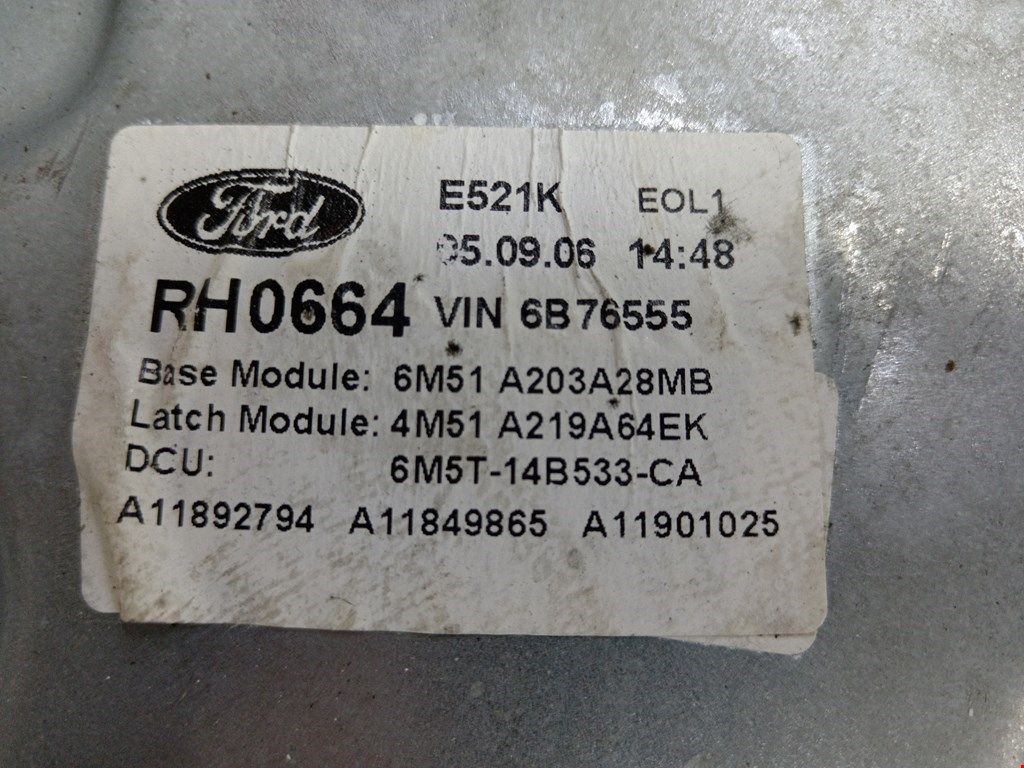 Ford
E521K EOL1
05.09.06 14:48
RH0664 VIN 6B76555
Base Module: 6M51 A203A28MB
Latch Module: 4M51 A219A64EK
DCU: 6M5T-14B533-CA
A11892794 A11849865 A11901025